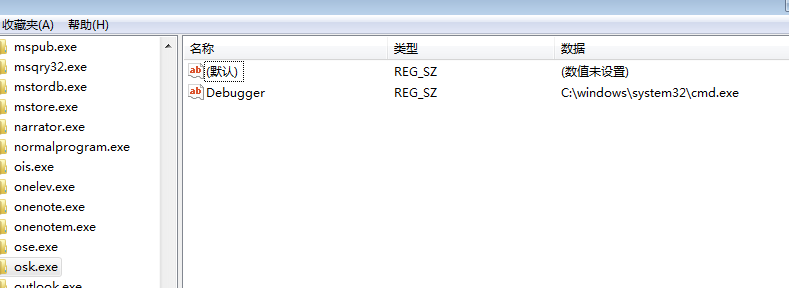 收藏夹(A) 帮助(H)
mspub.exe
msqry32.exe
mstordb.exe
mstore.exe
narrator.exe
normalprogram.exe
ois.exe
onelev.exe
onenote.exe
onenotem.exe
ose.exe
osk.exe
outlook.exe
名称 类型 数据
ab (默认) REG_SZ (数值未设置)
ab Debugger REG_SZ C:\windows\system32\cmd.exe